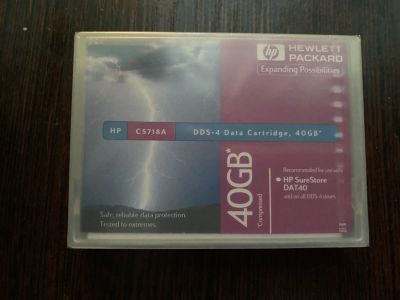 hp HEWLETT
PACKARD
Expanding Possibilities
HP C5718A DDS-4 Data Cartridge, 40GB*
40GB*
*Compressed
Recommended for use with:
• HP SureStore
DAT40
and on all DDS-4 drives
Safe, reliable data protection.
Tested to extremes.